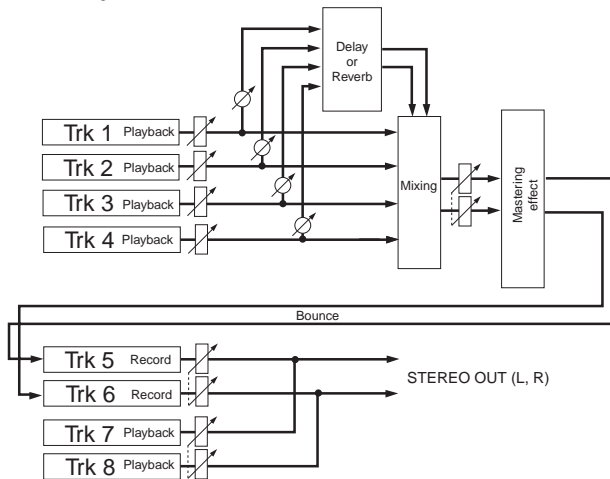 Delay
or
Reverb
Trk 1 Playback
Trk 2 Playback
Trk 3 Playback
Trk 4 Playback
Mixing
Mastering
effect
Bounce
Trk 5 Record
Trk 6 Record
Trk 7 Playback
Trk 8 Playback
STEREO OUT (L, R)